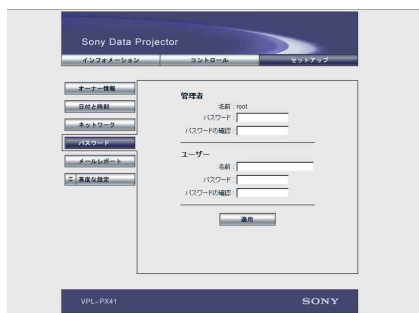 Sony Data Projector
インフォメーション
コントロール
セットアップ
オーナー情報
日付と時刻
ネットワーク
パスワード
メールレポート
高度な設定
管理者
名前 : root
パスワード :
パスワードの確認 :
ユーザー
名前 :
パスワード :
パスワードの確認 :
適用
VPL-PX41
SONY